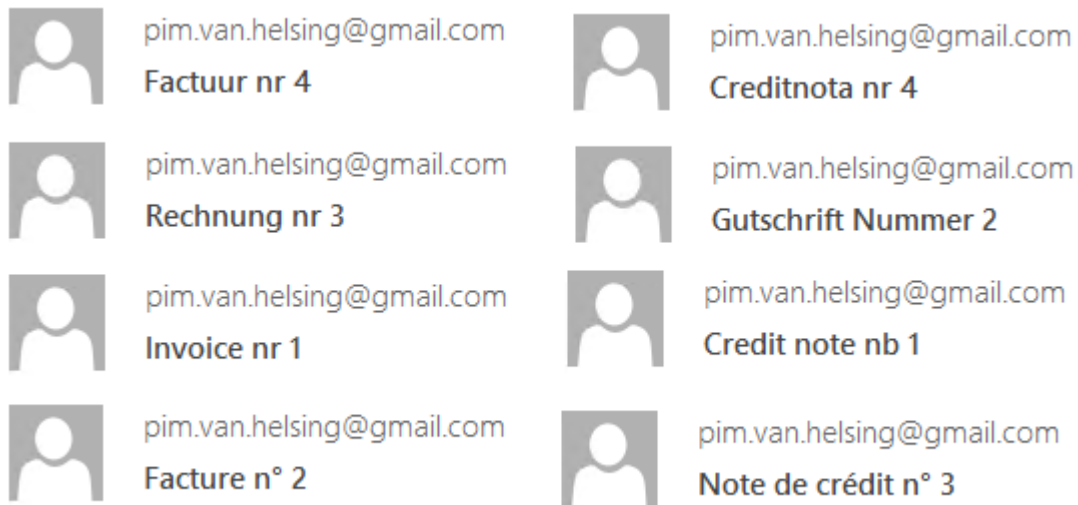 pim.van.helsing@gmail.com
Factuur nr 4
pim.van.helsing@gmail.com
Rechnung nr 3
pim.van.helsing@gmail.com
Invoice nr 1
pim.van.helsing@gmail.com
Facture n° 2
pim.van.helsing@gmail.com
Creditnota nr 4
pim.van.helsing@gmail.com
Gutschrift Nummer 2
pim.van.helsing@gmail.com
Credit note nb 1
pim.van.helsing@gmail.com
Note de crédit n° 3